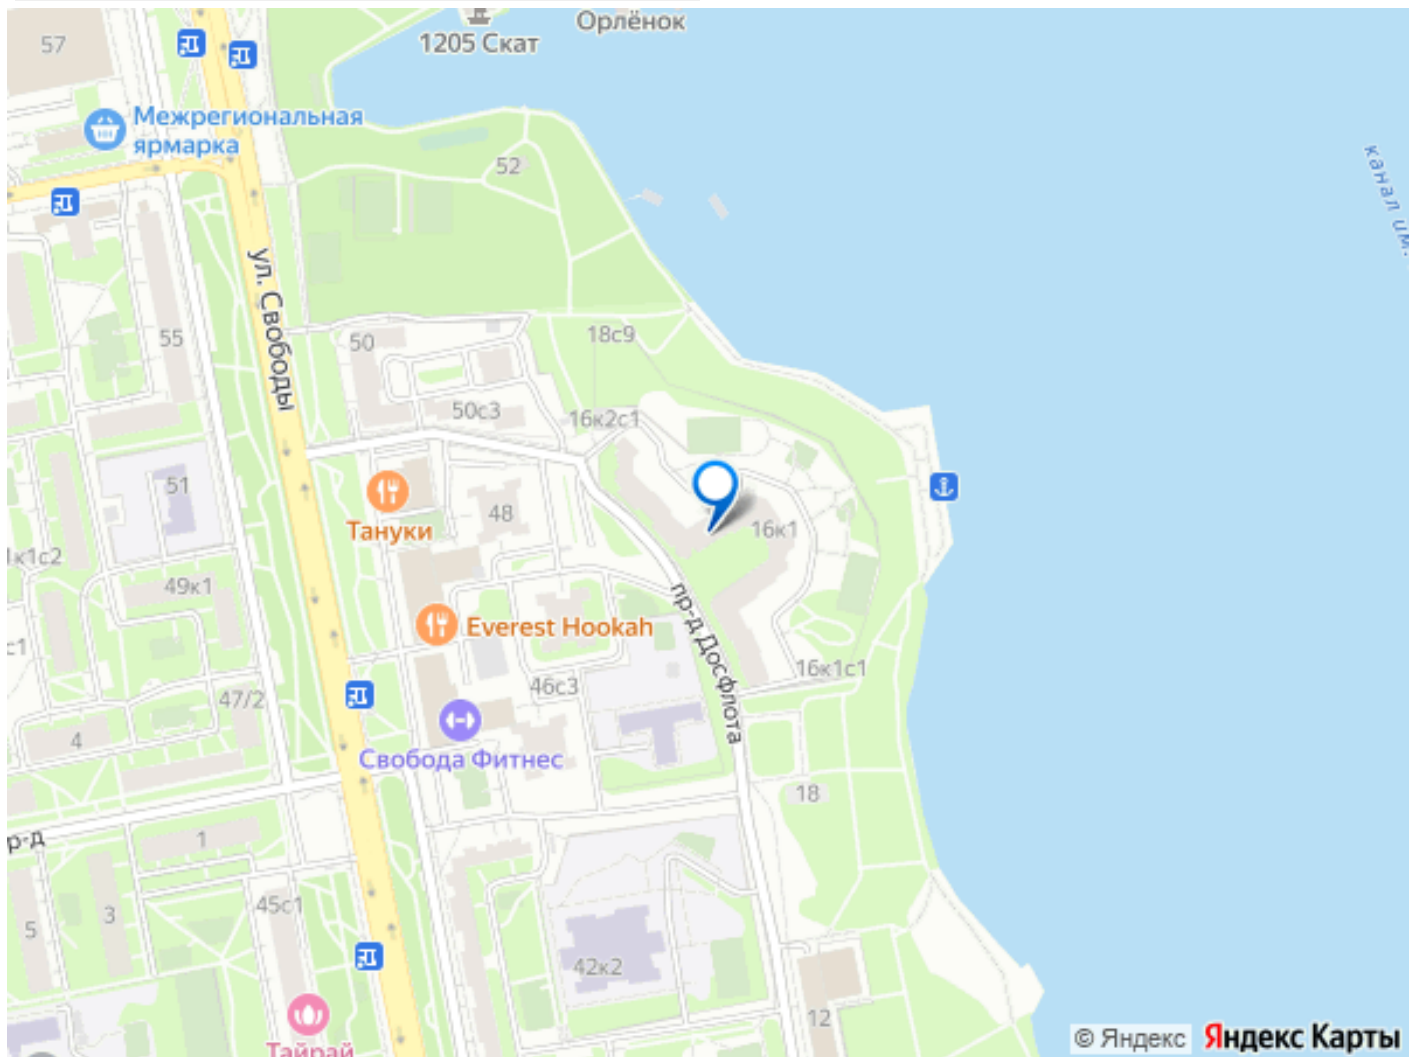 Орлёнок
1205 Скат
57
Межрегиональная
ярмарка
52
канал им.
ул. Свободы
55
50
18с9
50с3
16к2с1
51
Тануки
48
16к1
1к1с2
49к1
пр-д Досфлота
Everest Hookah
с1
16к1с1
46с3
47/2
4
Свобода Фитнес
18
р-д
1
45с1
3
5
42к2
12
Тайрай
© Яндекс Яндекс Карты